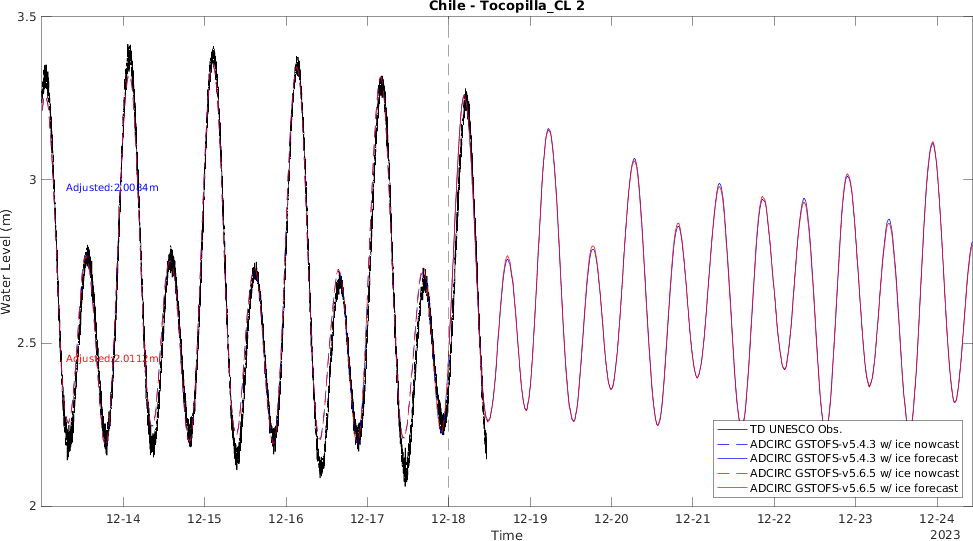 Chile - Tocopilla_CL 2
3.5
3
2.5
2
Water Level (m)
Adjusted:2.0084m
Adjusted:2.0112m
TD UNESCO Obs.
ADCIRC GSTOFS-v5.4.3 w/ ice nowcast
ADCIRC GSTOFS-v5.4.3 w/ ice forecast
ADCIRC GSTOFS-v5.6.5 w/ ice nowcast
ADCIRC GSTOFS-v5.6.5 w/ ice forecast
12-14 12-15 12-16 12-17 12-18 12-19 12-20 12-21 12-22 12-23 12-24
Time
2023